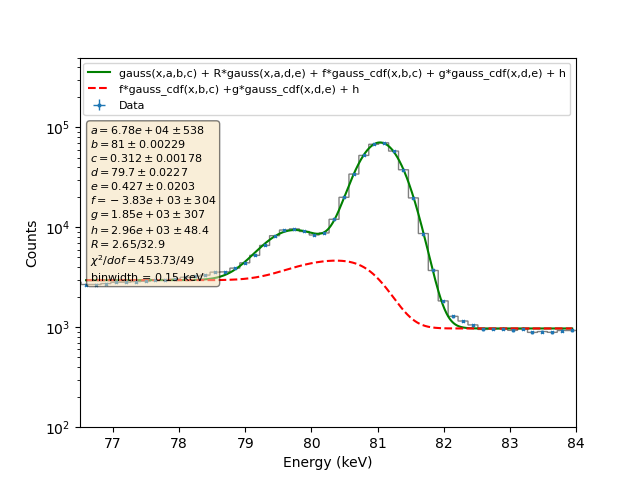 gauss(x,a,b,c) + R*gauss(x,a,d,e) + f*gauss_cdf(x,b,c) + g*gauss_cdf(x,d,e) + h
f*gauss_cdf(x,b,c) +g*gauss_cdf(x,d,e) + h
Data
a = 6.78e + 04 ± 538
b = 81 ± 0.00229
c = 0.312 ± 0.00178
d = 79.7 ± 0.0227
e = 0.427 ± 0.0203
f = −3.83e + 03 ± 304
g = 1.85e + 03 ± 307
h = 2.96e + 03 ± 48.4
R = 2.65/32.9
χ²/dof = 453.73/49
binwidth = 0.15 keV
10⁵
10⁴
10³
10²
Counts
77 78 79 80 81 82 83 84
Energy (keV)